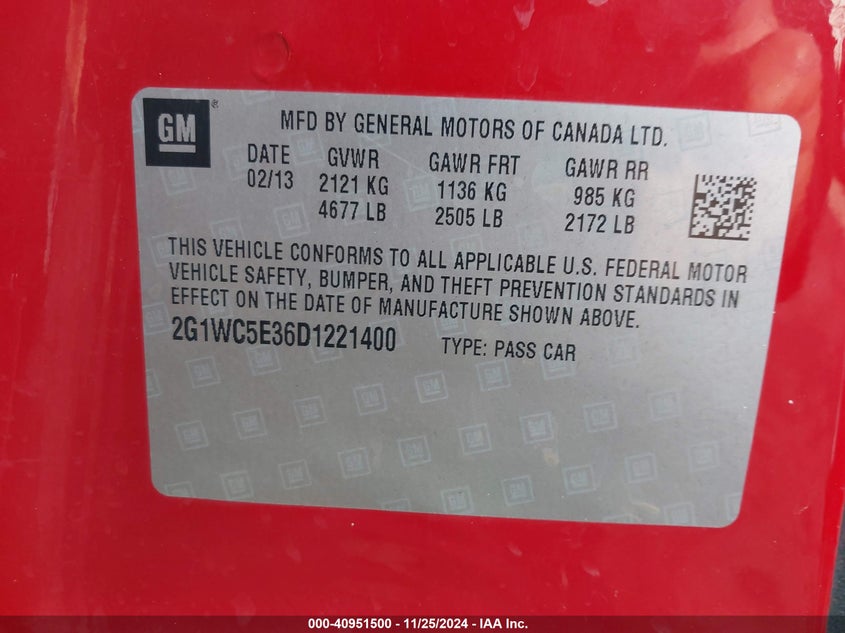 GM
®
MFD BY GENERAL MOTORS OF CANADA LTD.
DATE GVWR GAWR FRT GAWR RR
02/13 2121 KG 1136 KG 985 KG
4677 LB 2505 LB 2172 LB
THIS VEHICLE CONFORMS TO ALL APPLICABLE U.S. FEDERAL MOTOR
VEHICLE SAFETY, BUMPER, AND THEFT PREVENTION STANDARDS IN
EFFECT ON THE DATE OF MANUFACTURE SHOWN ABOVE.
2G1WC5E36D1221400 TYPE: PASS CAR
000-40951500 - 11/25/2024 - IAA Inc.